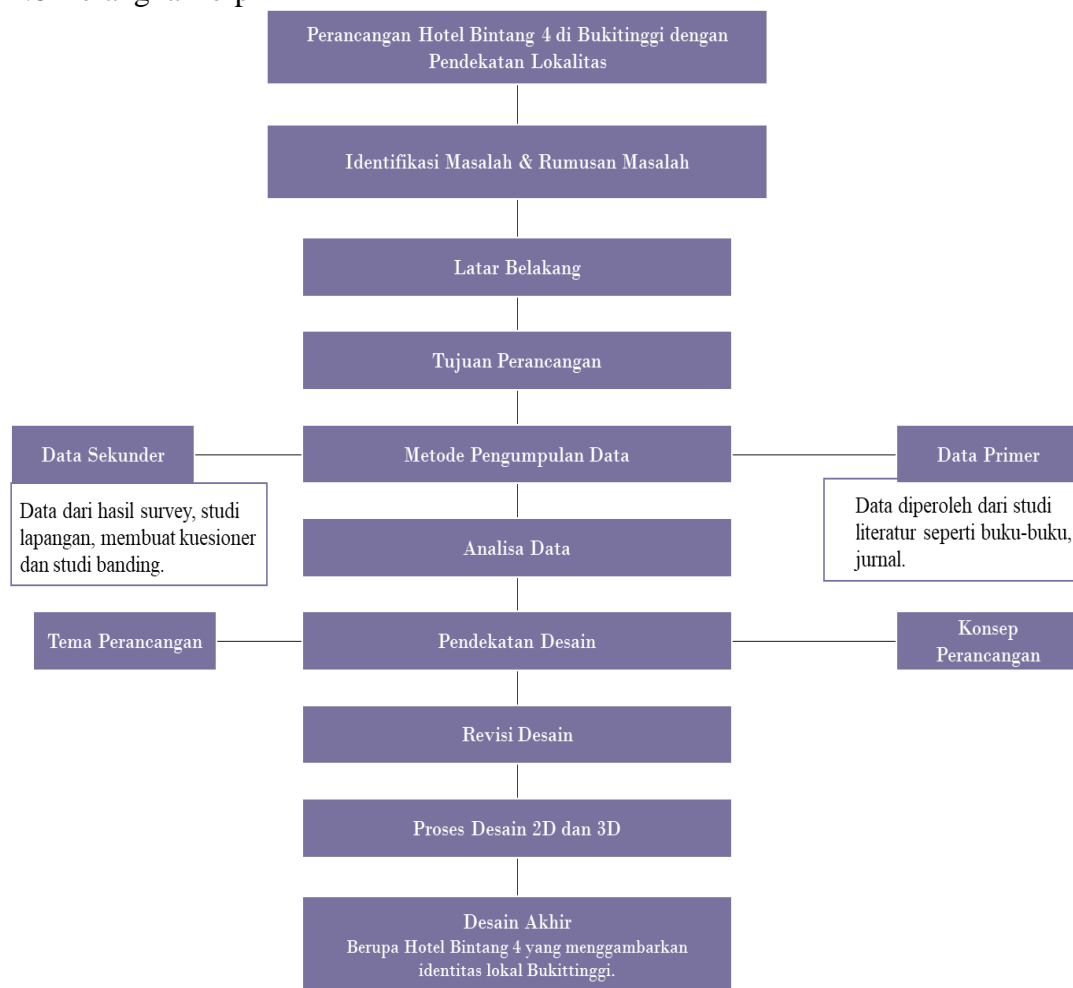 Perancangan Hotel Bintang 4 di Bukitinggi dengan
Pendekatan Lokalitas
Identifikasi Masalah & Rumusan Masalah
Latar Belakang
Tujuan Perancangan
Data Sekunder
Metode Pengumpulan Data
Data Primer
Data dari hasil survey, studi
lapangan, membuat kuesioner
dan studi banding.
Data diperoleh dari studi
literatur seperti buku-buku,
jurnal.
Analisa Data
Tema Perancangan
Pendekatan Desain
Konsep
Perancangan
Revisi Desain
Proses Desain 2D dan 3D
Desain Akhir
Berupa Hotel Bintang 4 yang menggambarkan
identitas lokal Bukittinggi.